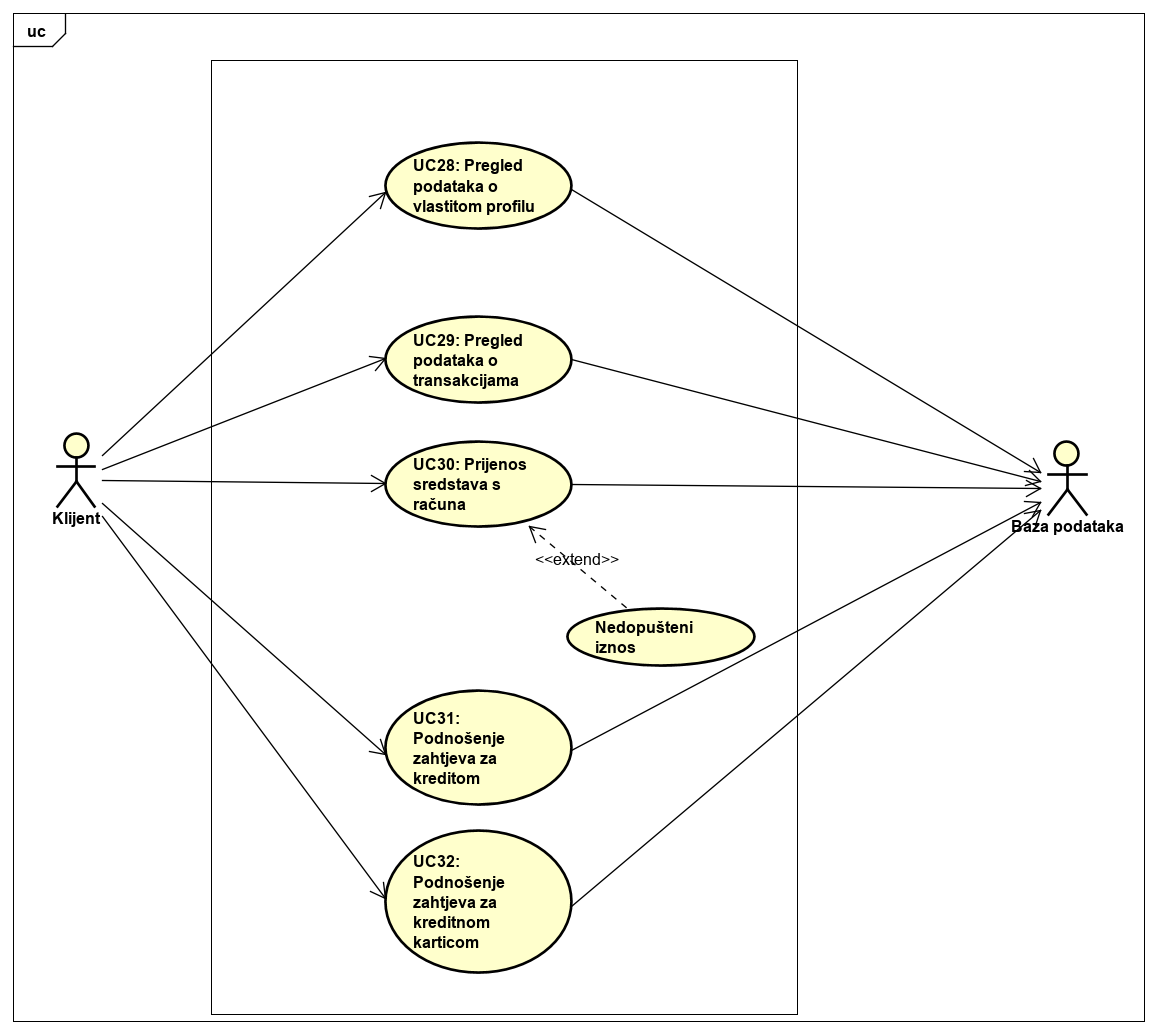 uc
UC28: Pregled
podataka o
vlastitom profilu
UC29: Pregled
podataka o
transakcijama
UC30: Prijenos
sredstava s
računa
Klijent
Baza podataka
<<extend>>
Nedopušteni
iznos
UC31:
Podnošenje
zahtjeva za
kreditom
UC32:
Podnošenje
zahtjeva za
kreditnom
karticom